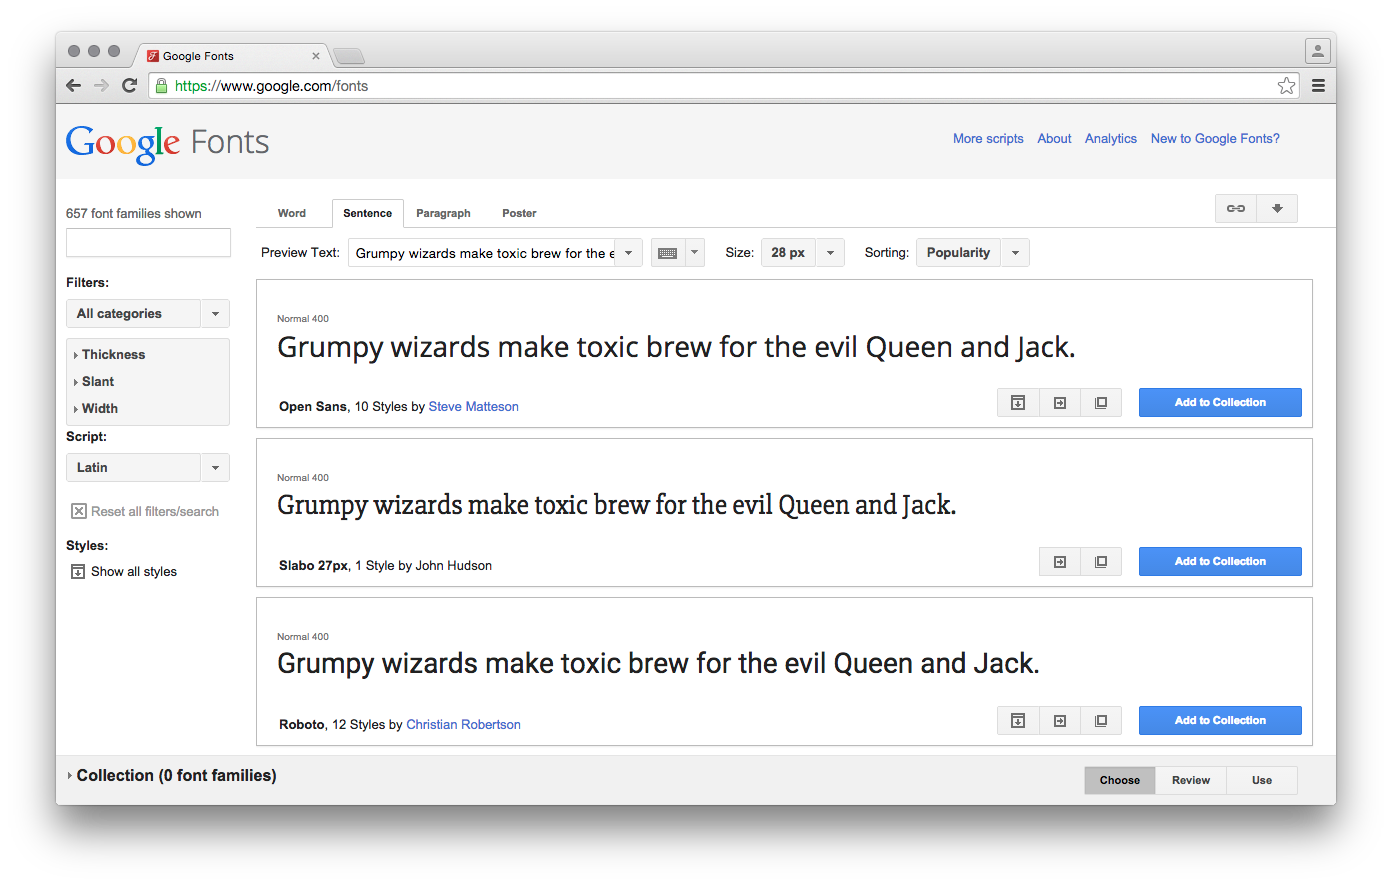 Google Fonts
https://www.google.com/fonts
Google Fonts
More scripts About Analytics New to Google Fonts?
657 font families shown
Word Sentence Paragraph Poster
Preview Text: Grumpy wizards make toxic brew for the e Size: 28 px Sorting: Popularity
Filters:
All categories
Thickness
Slant
Width
Script:
Latin
Reset all filters/search
Styles:
Show all styles
Normal 400
Grumpy wizards make toxic brew for the evil Queen and Jack.
Open Sans, 10 Styles by Steve Matteson
Add to Collection
Normal 400
Grumpy wizards make toxic brew for the evil Queen and Jack.
Slabo 27px, 1 Style by John Hudson
Add to Collection
Normal 400
Grumpy wizards make toxic brew for the evil Queen and Jack.
Roboto, 12 Styles by Christian Robertson
Add to Collection
Collection (0 font families)
Choose Review Use